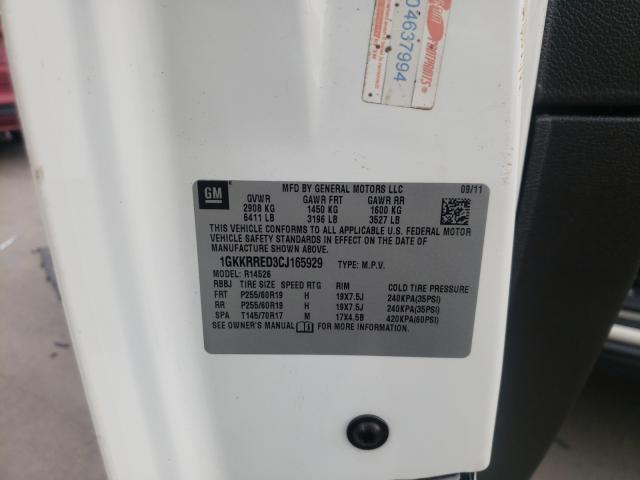 04637994
GM
MFD BY GENERAL MOTORS LLC 09/11
GVWR GAWR FRT GAWR RR
2908 KG 1450 KG 1600 KG
6411 LB 3196 LB 3527 LB
THIS VEHICLE CONFORMS TO ALL APPLICABLE U.S. FEDERAL MOTOR
VEHICLE SAFETY STANDARDS IN EFFECT ON THE DATE OF
MANUFACTURE SHOWN ABOVE.
1GKKRRED3CJ165929 TYPE: M.P.V.
MODEL: R14526
RBBJ TIRE SIZE SPEED RTG RIM COLD TIRE PRESSURE
FRT P255/60R19 H 19X7.5J 240KPA(35PSI)
RR P255/60R19 H 19X7.5J 240KPA(35PSI)
SPA T145/70R17 M 17X4.5B 420KPA(60PSI)
SEE OWNER'S MANUAL FOR MORE INFORMATION.